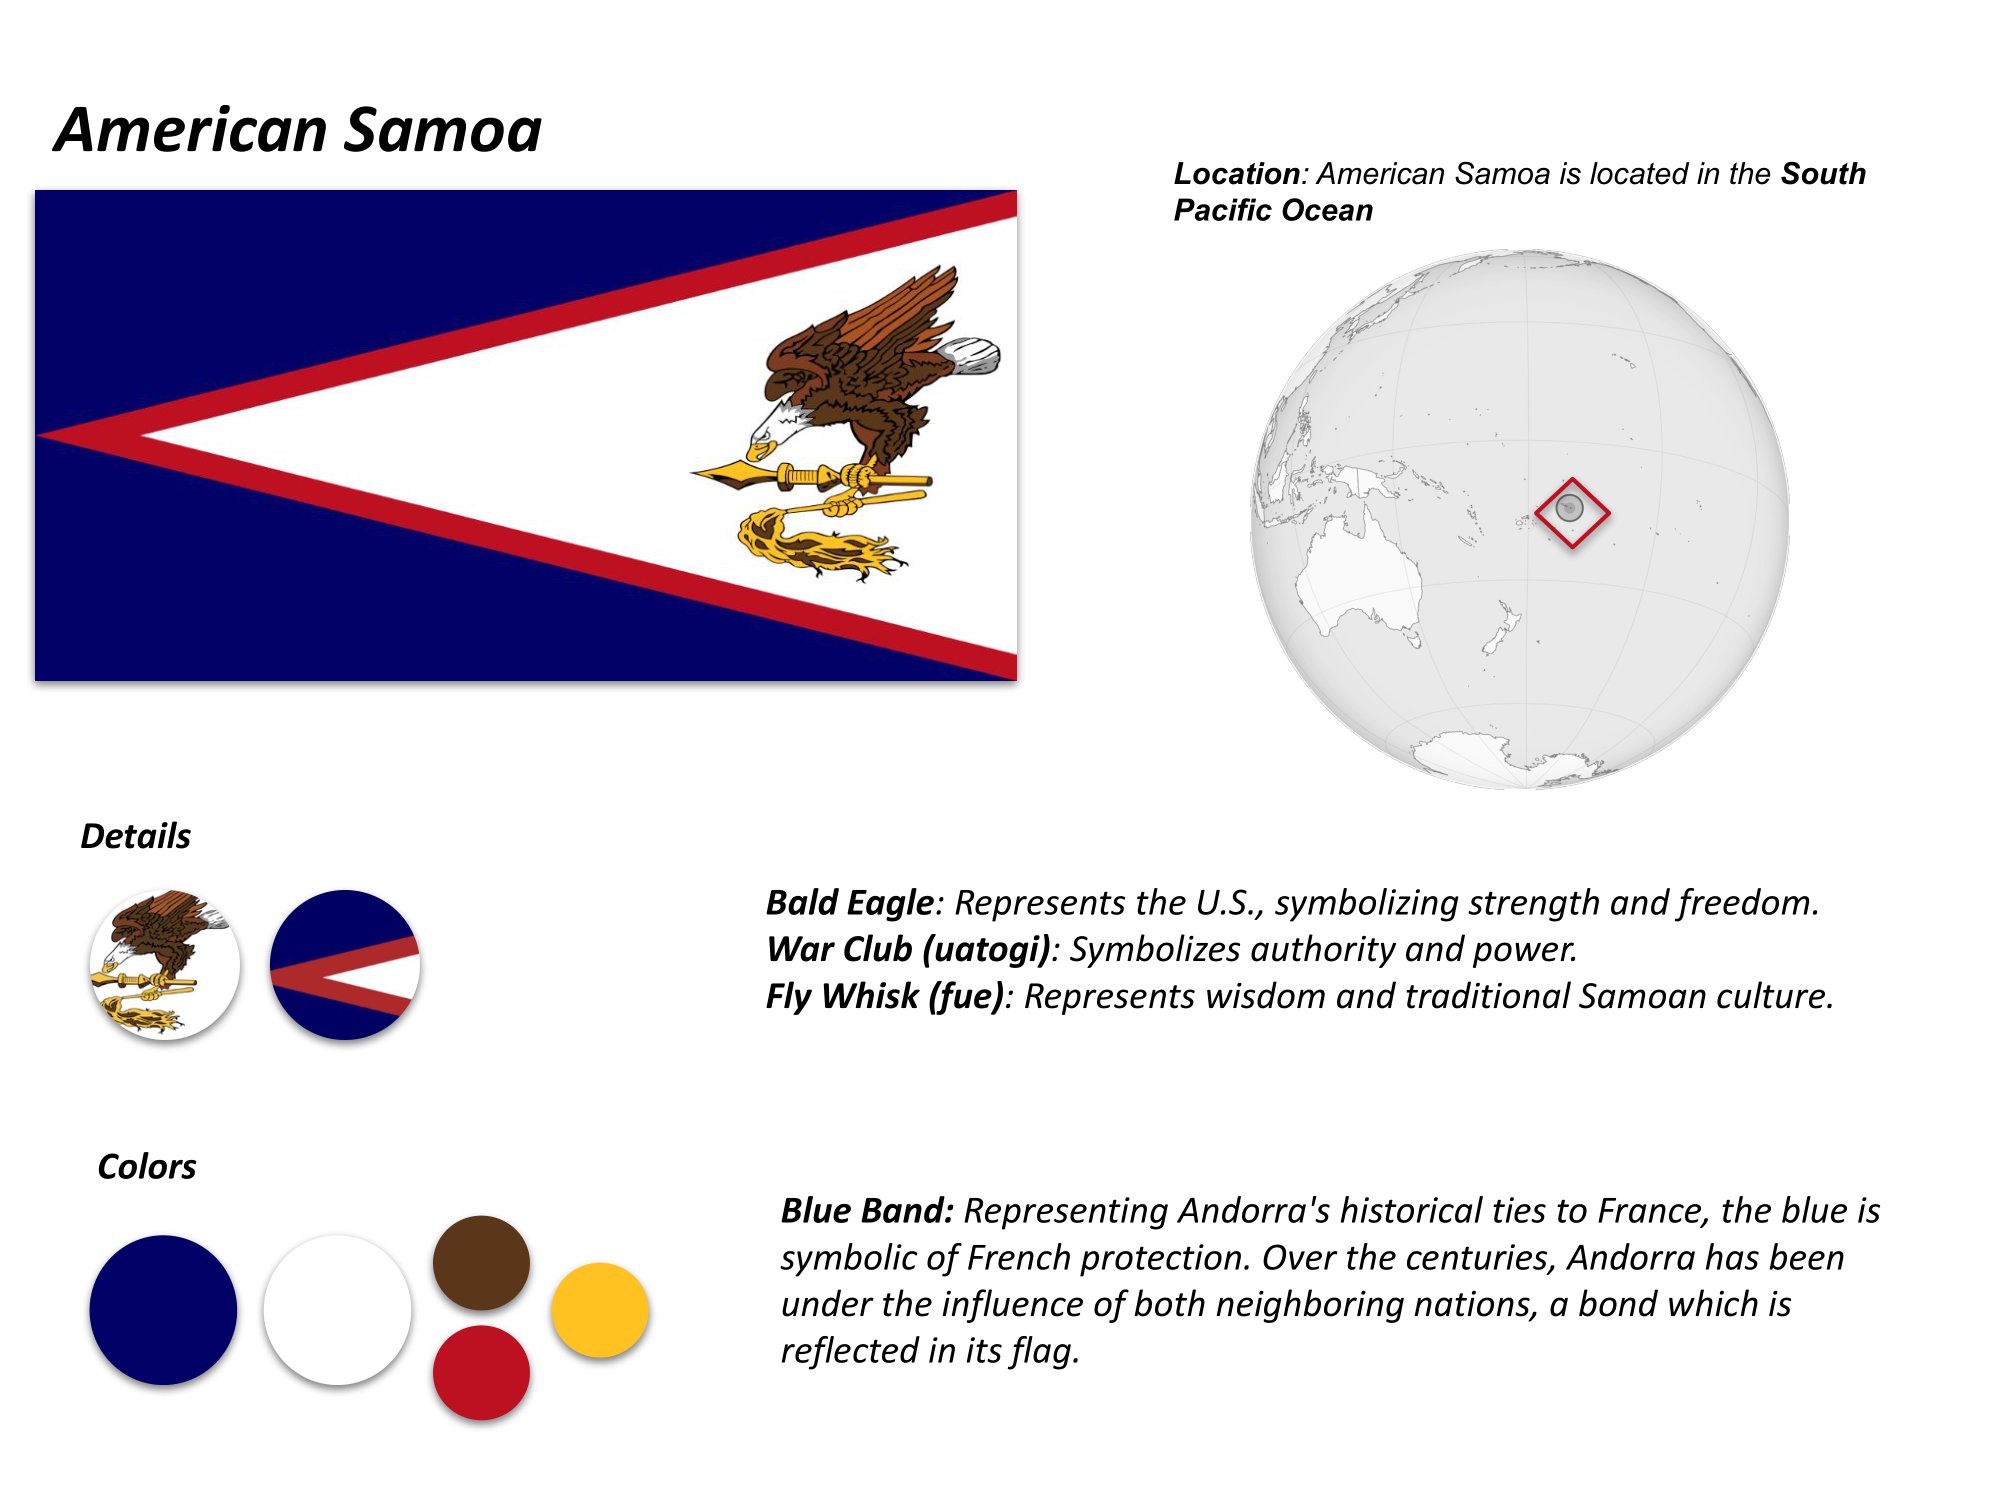 American Samoa
Location: American Samoa is located in the South
Pacific Ocean
Details
Bald Eagle: Represents the U.S., symbolizing strength and freedom.
War Club (uatogi): Symbolizes authority and power.
Fly Whisk (fue): Represents wisdom and traditional Samoan culture.
Colors
Blue Band: Representing Andorra's historical ties to France, the blue is
symbolic of French protection. Over the centuries, Andorra has been
under the influence of both neighboring nations, a bond which is
reflected in its flag.